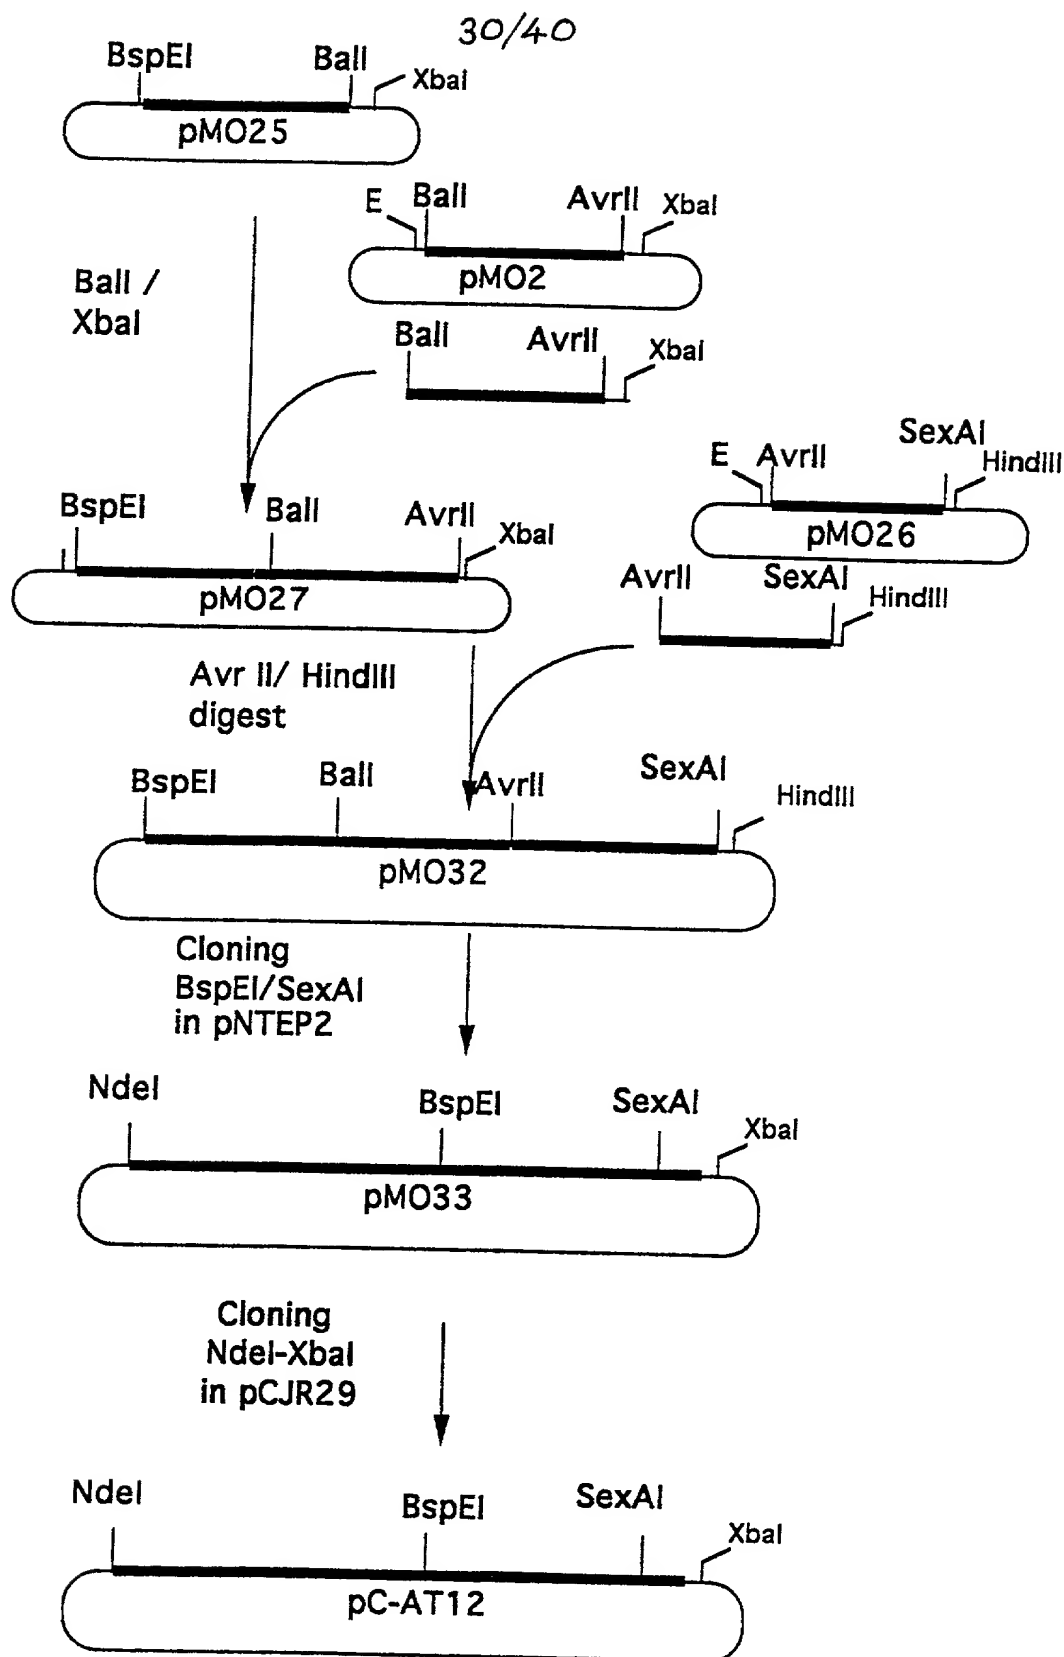 30/40
BspEI BalI XbaI
pMO25
E BalI AvrII XbaI
pMO2
BalI /
XbaI
BalI AvrII XbaI
E AvrII SexAI HindIII
pMO26
BspEI BalI AvrII XbaI
pMO27
AvrII SexAI HindIII
Avr II/ HindIII
digest
BspEI BalI AvrII SexAI HindIII
pMO32
Cloning
BspEI/SexAI
in pNTEP2
NdeI BspEI SexAI XbaI
pMO33
Cloning
NdeI-XbaI
in pCJR29
NdeI BspEI SexAI XbaI
pC-AT12